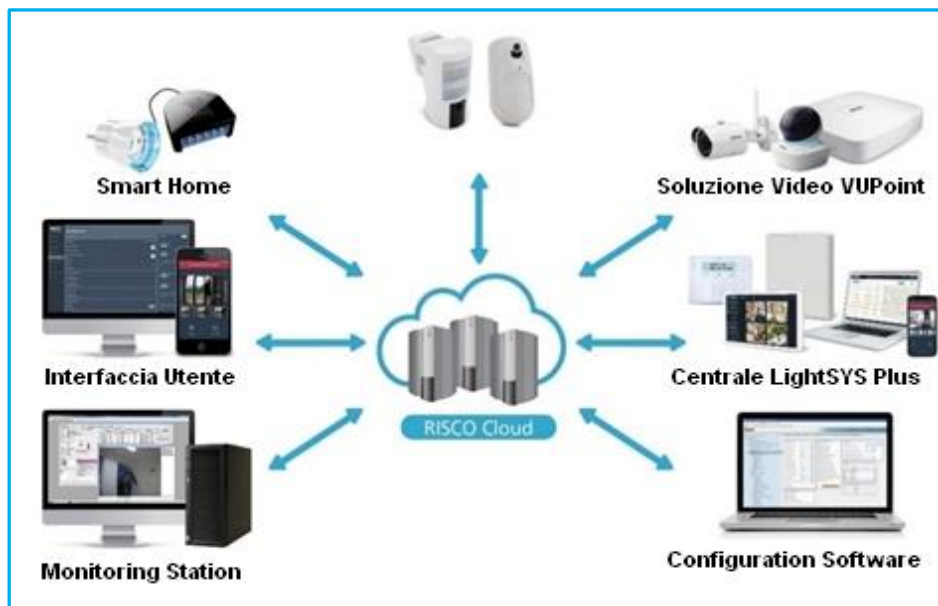 Smart Home
Soluzione Video VUPoint
Interfaccia Utente
Centrale LightSYS Plus
RISCO Cloud
Monitoring Station
Configuration Software